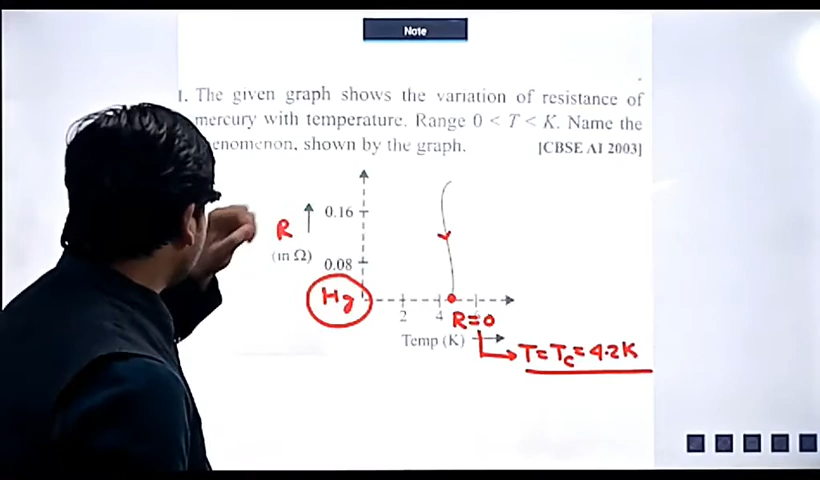 Note
1. The given graph shows the variation of resistance of
mercury with temperature. Range 0 < T < K. Name the
enomenon, shown by the graph. [CBSE AI 2003]
0.16
R
(in Ω)
0.08
Hg
2 4
R=0
Temp (K)
T = Tc = 4.2K